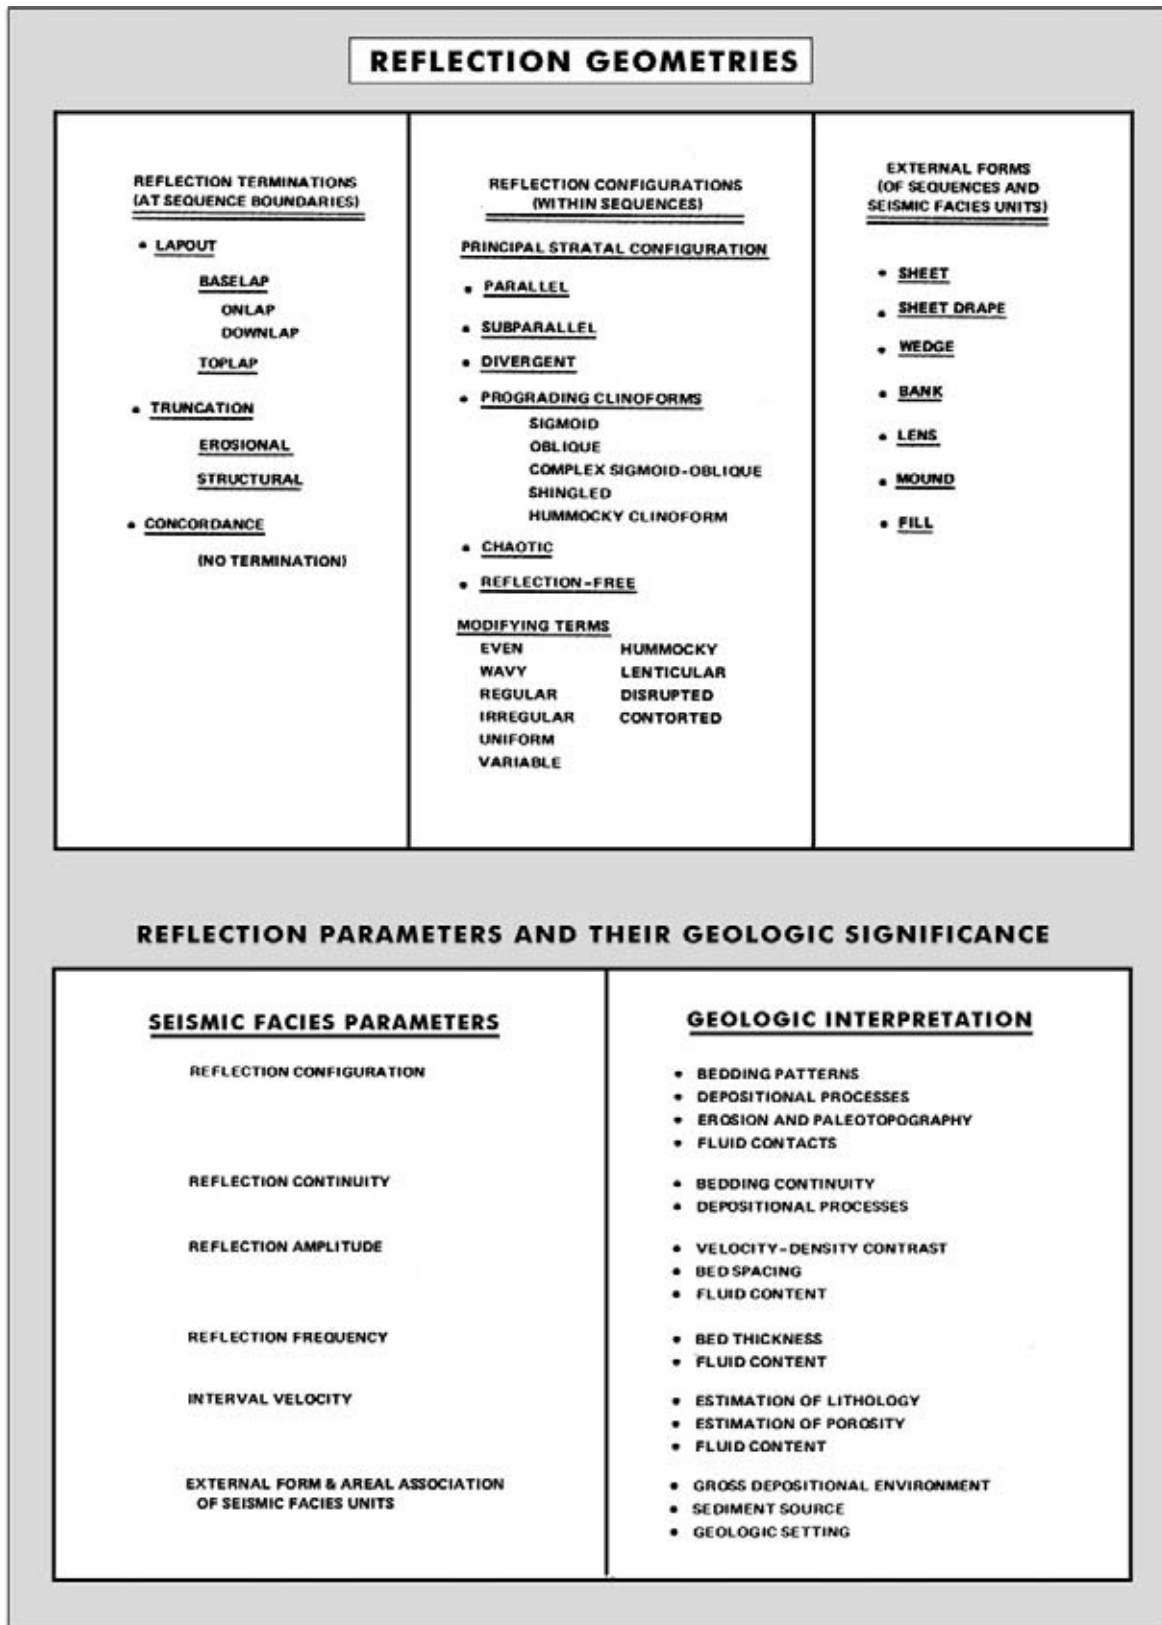 REFLECTION GEOMETRIES
REFLECTION TERMINATIONS
(AT SEQUENCE BOUNDARIES)
• LAPOUT
BASELAP
ONLAP
DOWNLAP
TOPLAP
• TRUNCATION
EROSIONAL
STRUCTURAL
• CONCORDANCE
(NO TERMINATION)
REFLECTION CONFIGURATIONS
(WITHIN SEQUENCES)
PRINCIPAL STRATAL CONFIGURATION
• PARALLEL
• SUBPARALLEL
• DIVERGENT
• PROGRADING CLINOFORMS
SIGMOID
OBLIQUE
COMPLEX SIGMOID-OBLIQUE
SHINGLED
HUMMOCKY CLINOFORM
• CHAOTIC
• REFLECTION-FREE
MODIFYING TERMS
EVEN HUMMOCKY
WAVY LENTICULAR
REGULAR DISRUPTED
IRREGULAR CONTORTED
UNIFORM
VARIABLE
EXTERNAL FORMS
(OF SEQUENCES AND
SEISMIC FACIES UNITS)
• SHEET
• SHEET DRAPE
• WEDGE
• BANK
• LENS
• MOUND
• FILL
REFLECTION PARAMETERS AND THEIR GEOLOGIC SIGNIFICANCE
SEISMIC FACIES PARAMETERS
GEOLOGIC INTERPRETATION
REFLECTION CONFIGURATION
• BEDDING PATTERNS
• DEPOSITIONAL PROCESSES
• EROSION AND PALEOTOPOGRAPHY
• FLUID CONTACTS
REFLECTION CONTINUITY
• BEDDING CONTINUITY
• DEPOSITIONAL PROCESSES
REFLECTION AMPLITUDE
• VELOCITY-DENSITY CONTRAST
• BED SPACING
• FLUID CONTENT
REFLECTION FREQUENCY
• BED THICKNESS
• FLUID CONTENT
INTERVAL VELOCITY
• ESTIMATION OF LITHOLOGY
• ESTIMATION OF POROSITY
• FLUID CONTENT
EXTERNAL FORM & AREAL ASSOCIATION
OF SEISMIC FACIES UNITS
• GROSS DEPOSITIONAL ENVIRONMENT
• SEDIMENT SOURCE
• GEOLOGIC SETTING